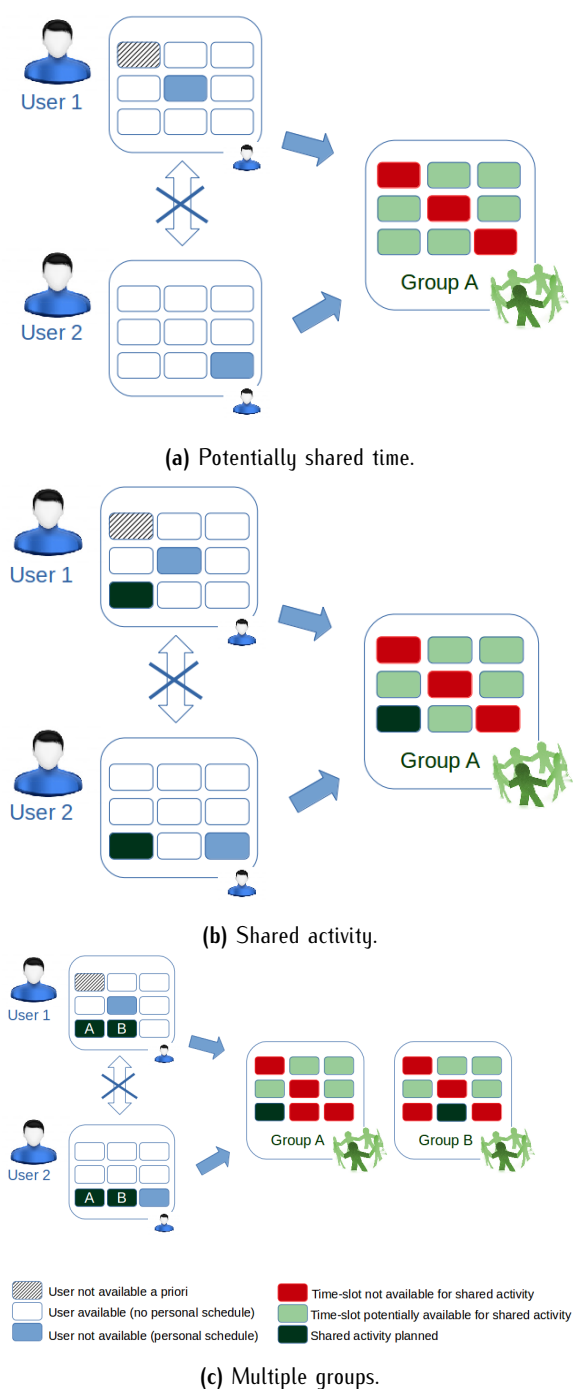 User 1
User 2
Group A
(a) Potentially shared time.
User 1
User 2
Group A
(b) Shared activity.
User 1
A B
User 2
A B
Group A
Group B
User not available a priori
User available (no personal schedule)
User not available (personal schedule)
Time-slot not available for shared activity
Time-slot potentially available for shared activity
Shared activity planned
(c) Multiple groups.